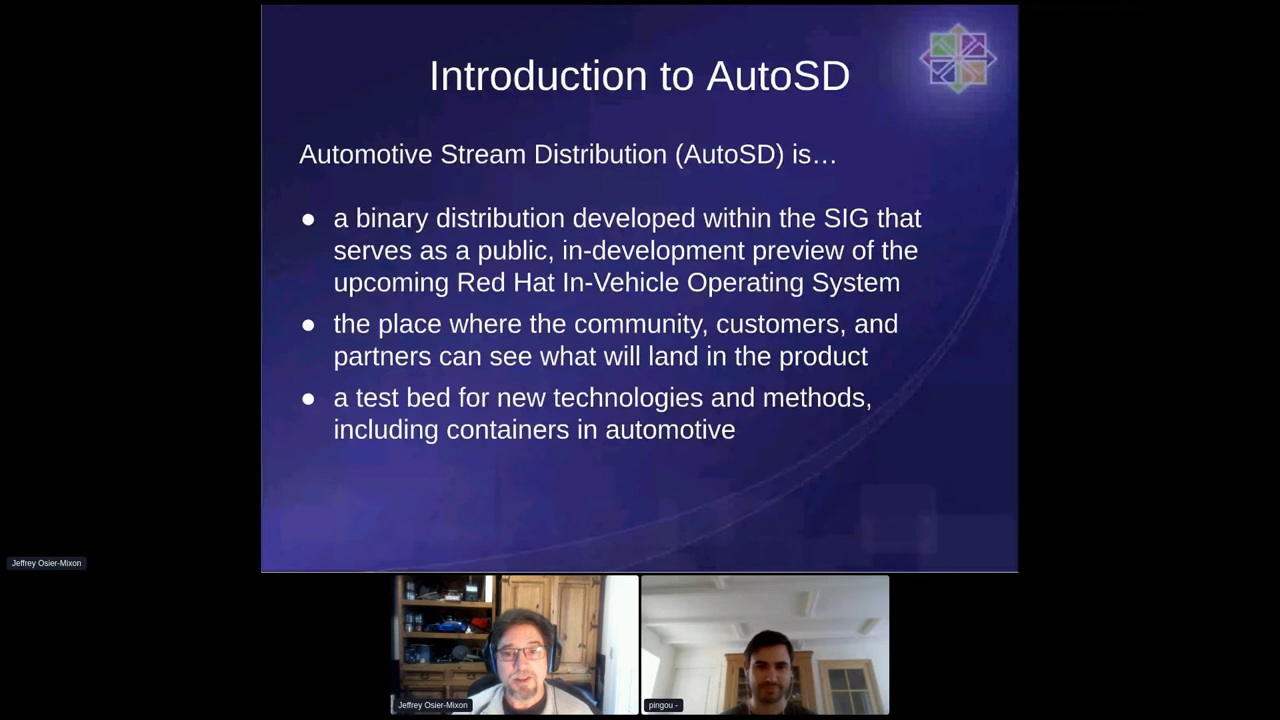 Introduction to AutoSD
Automotive Stream Distribution (AutoSD) is…
● a binary distribution developed within the SIG that
serves as a public, in-development preview of the
upcoming Red Hat In-Vehicle Operating System
● the place where the community, customers, and
partners can see what will land in the product
● a test bed for new technologies and methods,
including containers in automotive
Jeffrey Osier-Mixon
Jeffrey Osier-Mixon
pingou -